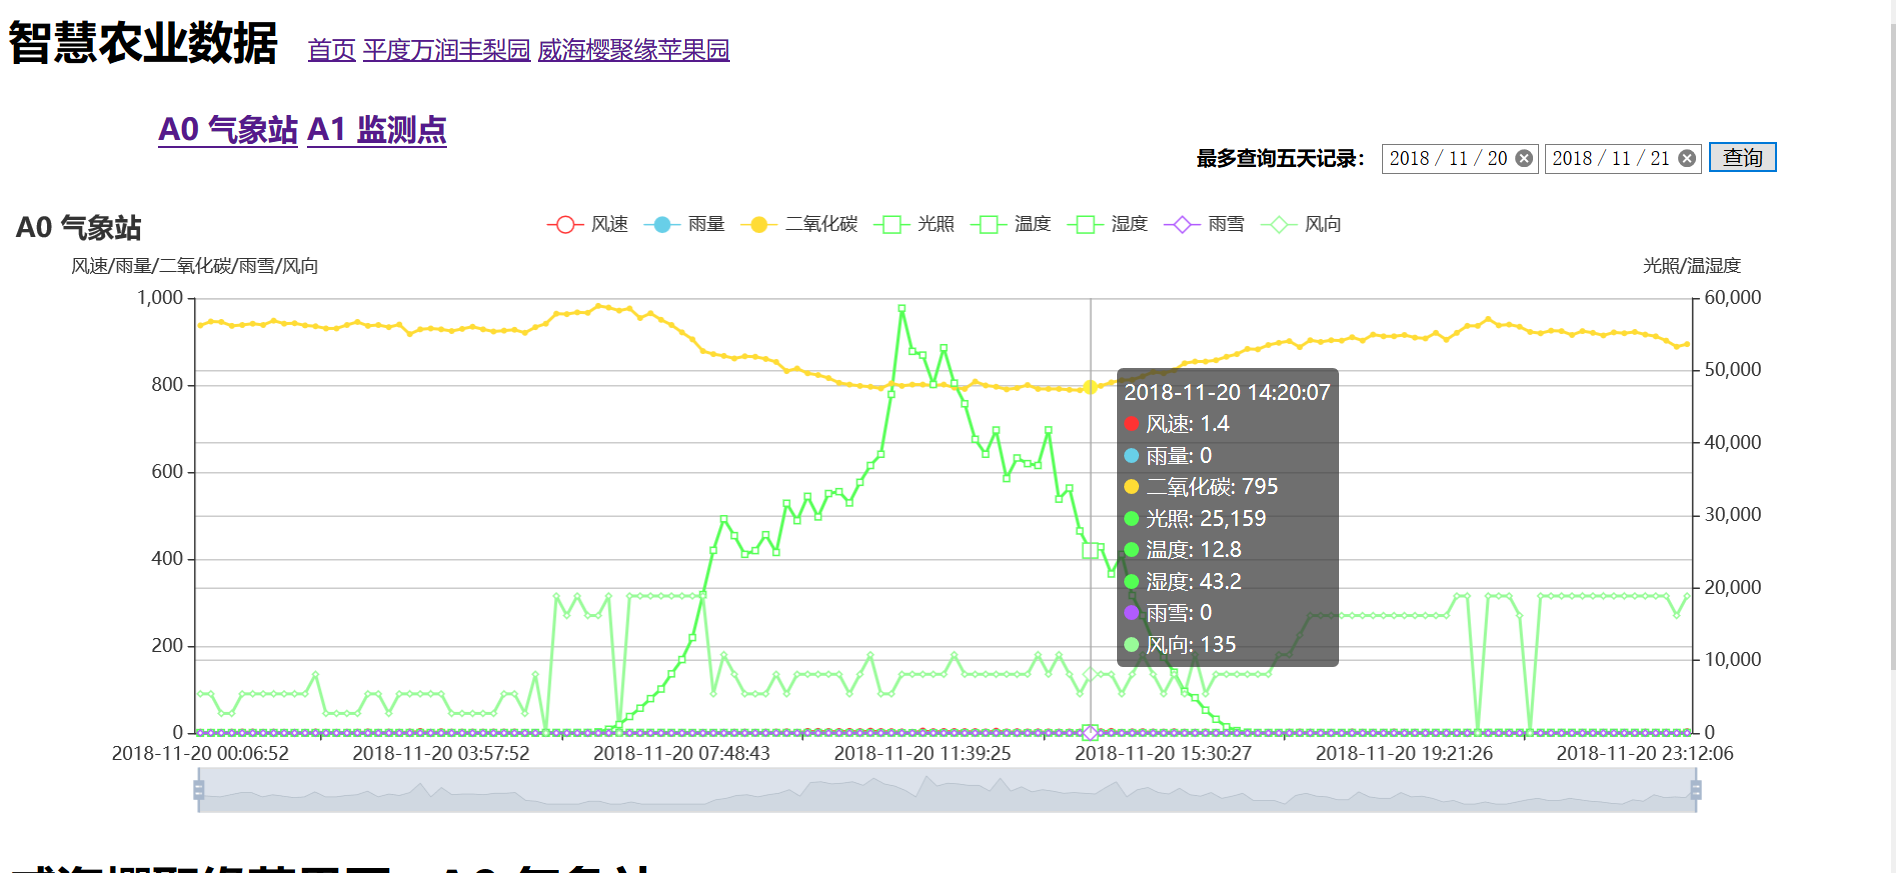 智慧农业数据 首页 平度万润丰梨园 威海樱聚缘苹果园
A0 气象站 A1 监测点
最多查询五天记录： 2018 / 11 / 20 2018 / 11 / 21 查询
A0 气象站
风速 雨量 二氧化碳 光照 温度 湿度 雨雪 风向
风速/雨量/二氧化碳/雨雪/风向
光照/温湿度
1,000
800
600
400
200
0
60,000
50,000
40,000
30,000
20,000
10,000
0
2018-11-20 14:20:07
风速: 1.4
雨量: 0
二氧化碳: 795
光照: 25,159
温度: 12.8
湿度: 43.2
雨雪: 0
风向: 135
2018-11-20 00:06:52 2018-11-20 03:57:52 2018-11-20 07:48:43 2018-11-20 11:39:25 2018-11-20 15:30:27 2018-11-20 19:21:26 2018-11-20 23:12:06